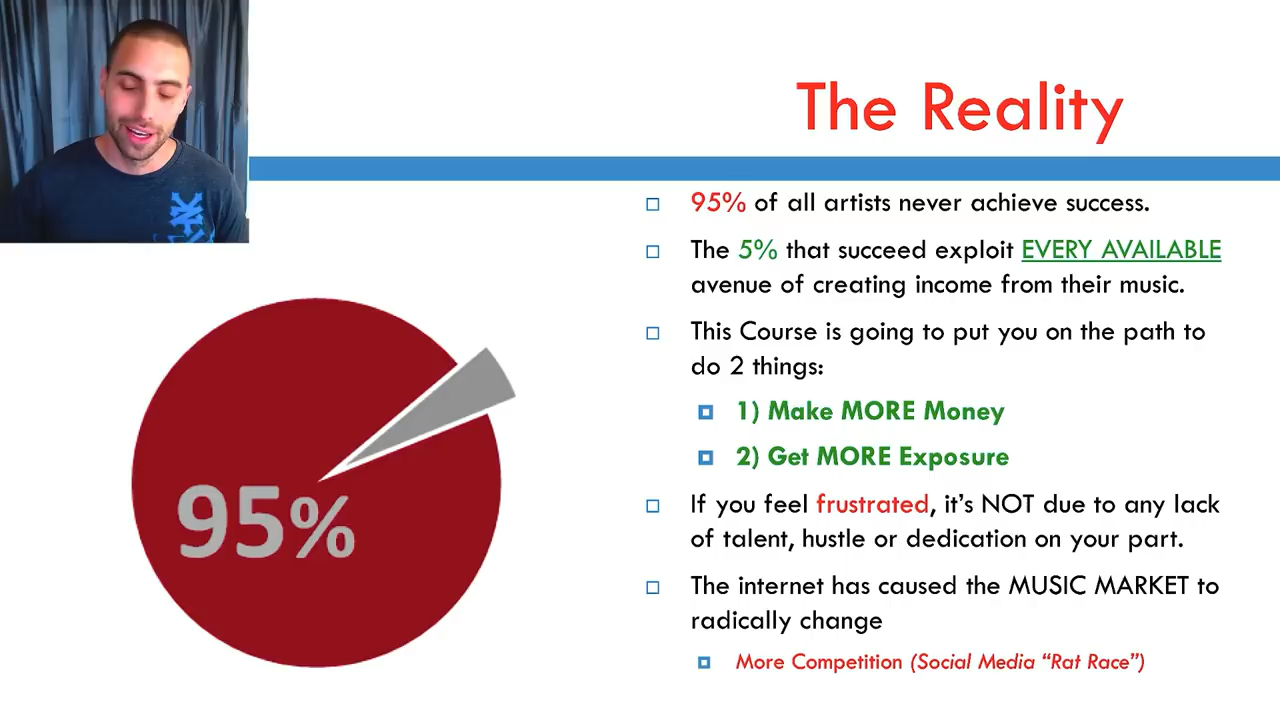 The Reality
95% of all artists never achieve success.
The 5% that succeed exploit EVERY AVAILABLE
avenue of creating income from their music.
This Course is going to put you on the path to
do 2 things:
1) Make MORE Money
2) Get MORE Exposure
If you feel frustrated, it's NOT due to any lack
of talent, hustle or dedication on your part.
The internet has caused the MUSIC MARKET to
radically change
More Competition (Social Media “Rat Race”)
95%